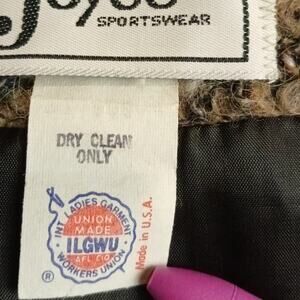 SPORTSWEAR
DRY CLEAN
ONLY
INT. LADIES GARMENT
WORKERS UNION
UNION
MADE
ILGWU
AFL CIO
®
Made in U.S.A.